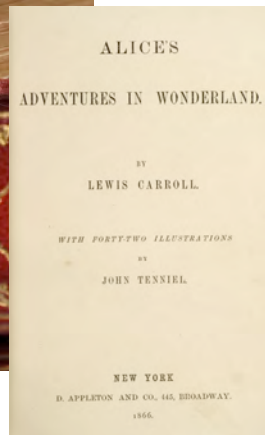 ALICE'S
ADVENTURES IN WONDERLAND.
BY
LEWIS CARROLL.
WITH FORTY-TWO ILLUSTRATIONS
BY
JOHN TENNIEL.
NEW YORK
D. APPLETON AND CO., 445, BROADWAY.
1866.